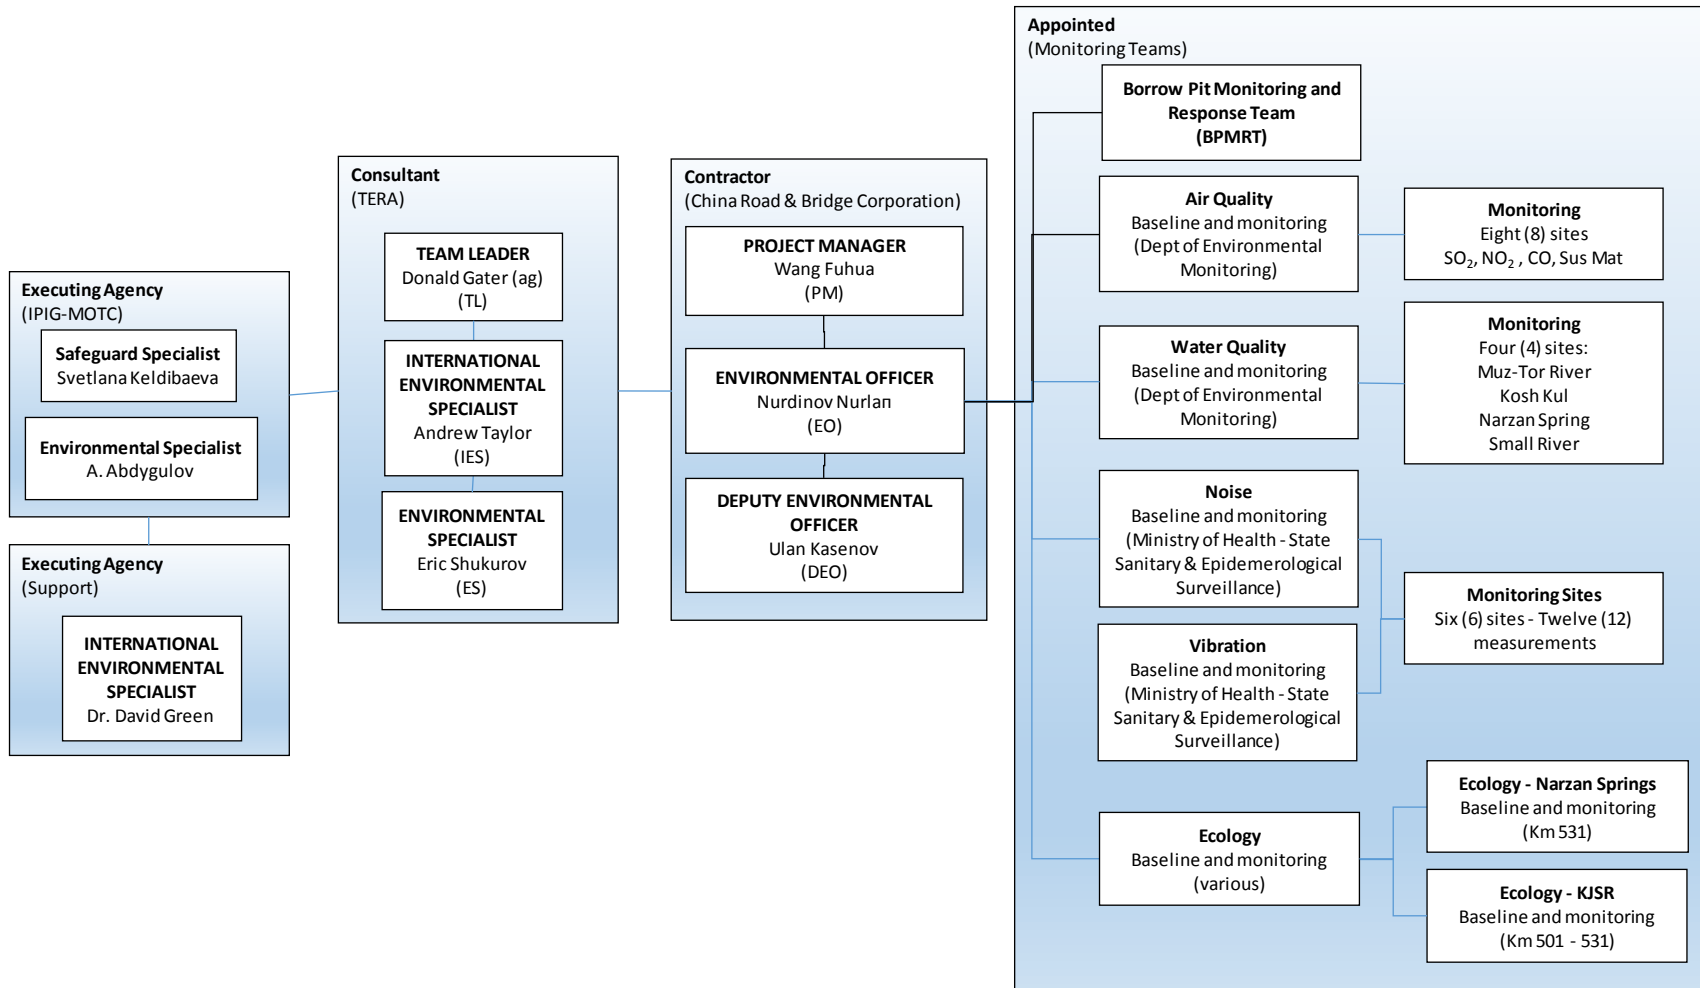 Executing Agency
(IPIG-MOTC)
Safeguard Specialist
Svetlana Keldibaeva
Environmental Specialist
A. Abdygulov
Executing Agency
(Support)
INTERNATIONAL
ENVIRONMENTAL
SPECIALIST
Dr. David Green
Consultant
(TERA)
TEAM LEADER
Donald Gater (ag)
(TL)
INTERNATIONAL
ENVIRONMENTAL
SPECIALIST
Andrew Taylor
(IES)
ENVIRONMENTAL
SPECIALIST
Eric Shukurov
(ES)
Contractor
(China Road & Bridge Corporation)
PROJECT MANAGER
Wang Fuhua
(PM)
ENVIRONMENTAL OFFICER
Nurdinov Nurlaп
(EO)
DEPUTY ENVIRONMENTAL
OFFICER
Ulan Kasenov
(DEO)
Appointed
(Monitoring Teams)
Borrow Pit Monitoring and
Response Team
(BPMRT)
Air Quality
Baseline and monitoring
(Dept of Environmental
Monitoring)
Monitoring
Eight (8) sites
SO₂, NO₂ , CO, Sus Mat
Water Quality
Baseline and monitoring
(Dept of Environmental
Monitoring)
Monitoring
Four (4) sites:
Muz-Tor River
Kosh Kul
Narzan Spring
Small River
Noise
Baseline and monitoring
(Ministry of Health - State
Sanitary & Epidemerological
Surveillance)
Vibration
Baseline and monitoring
(Ministry of Health - State
Sanitary & Epidemerological
Surveillance)
Monitoring Sites
Six (6) sites - Twelve (12)
measurements
Ecology
Baseline and monitoring
(various)
Ecology - Narzan Springs
Baseline and monitoring
(Km 531)
Ecology - KJSR
Baseline and monitoring
(Km 501 - 531)